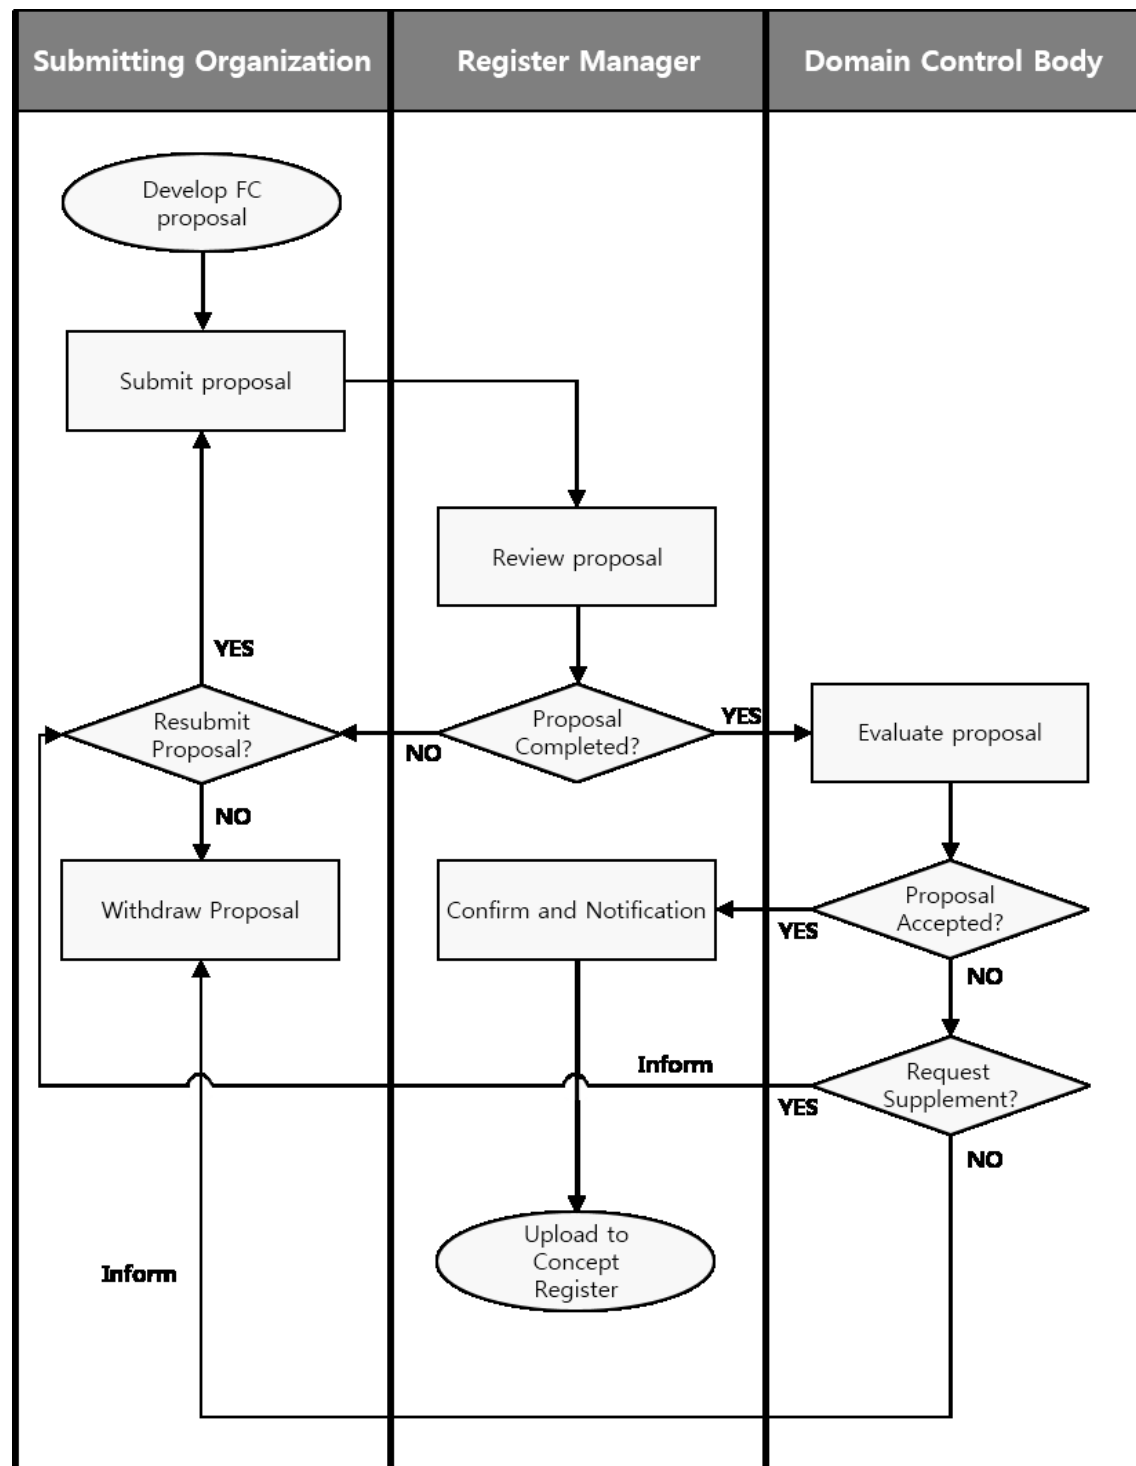 Submitting Organization
Register Manager
Domain Control Body
Develop FC
proposal
Submit proposal
Review proposal
YES
Resubmit
Proposal?
NO
Proposal
Completed?
YES
Evaluate proposal
NO
Withdraw Proposal
Confirm and Notification
YES
Proposal
Accepted?
NO
Inform
YES
Request
Supplement?
NO
Upload to
Concept
Register
Inform